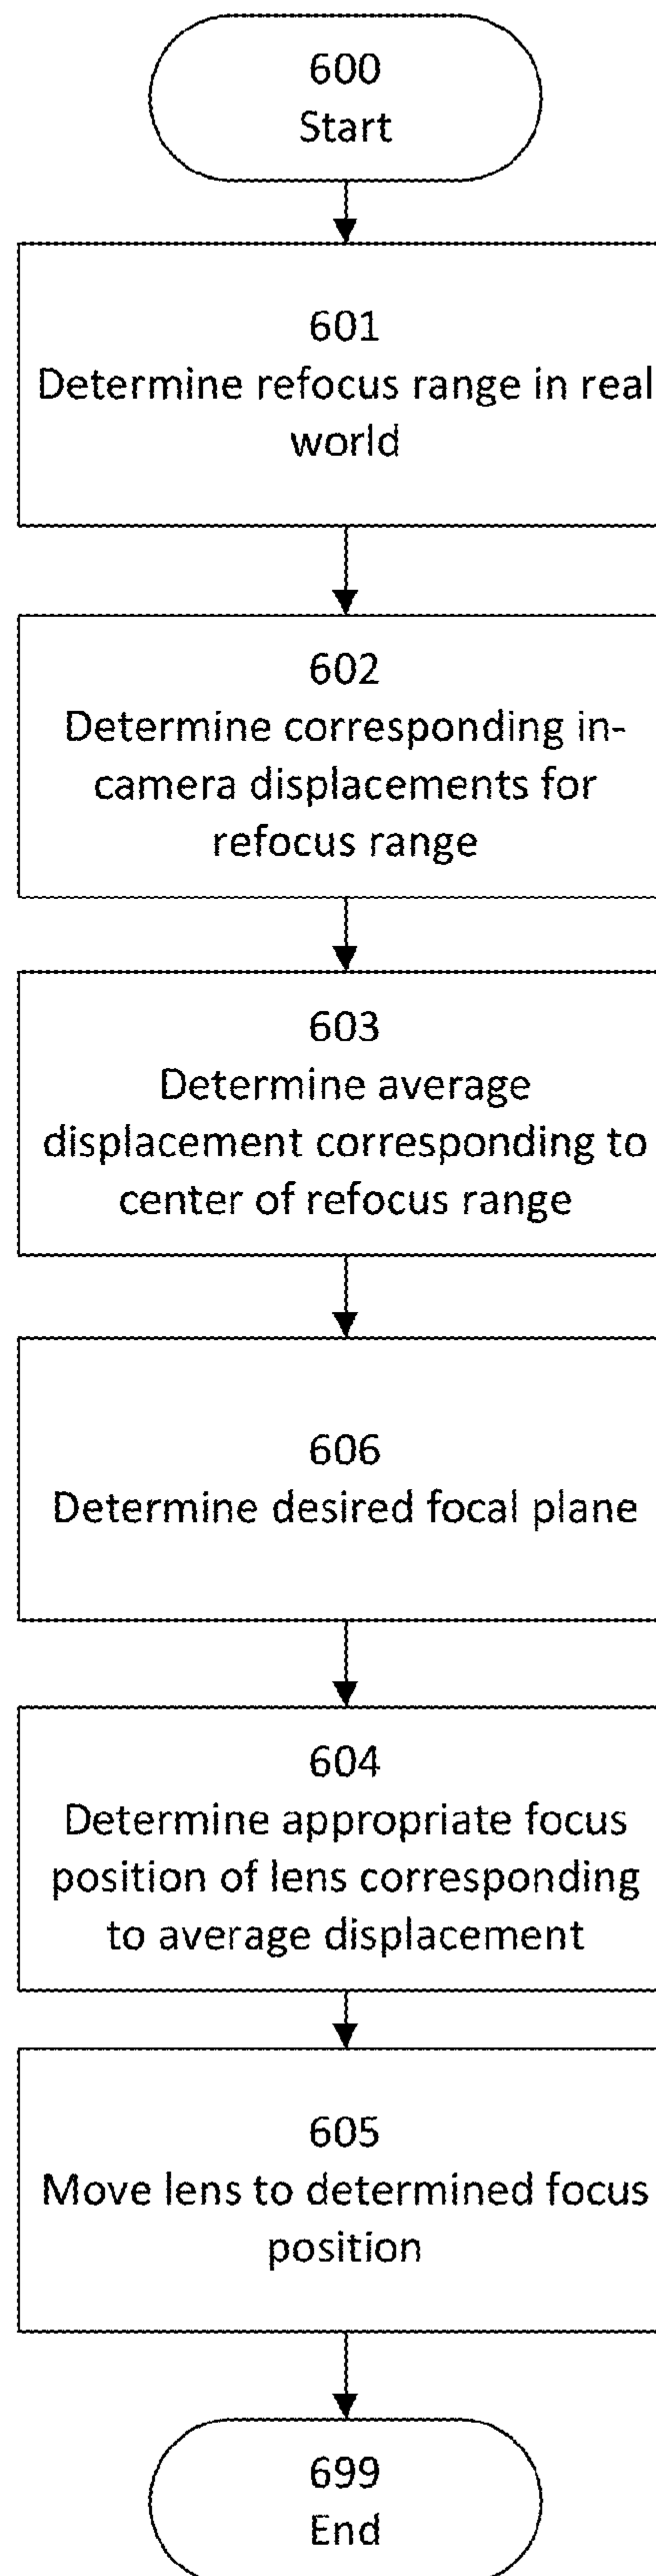 600
Start
601
Determine refocus range in real
world
602
Determine corresponding in-
camera displacements for
refocus range
603
Determine average
displacement corresponding to
center of refocus range
606
Determine desired focal plane
604
Determine appropriate focus
position of lens corresponding
to average displacement
605
Move lens to determined focus
position
699
End